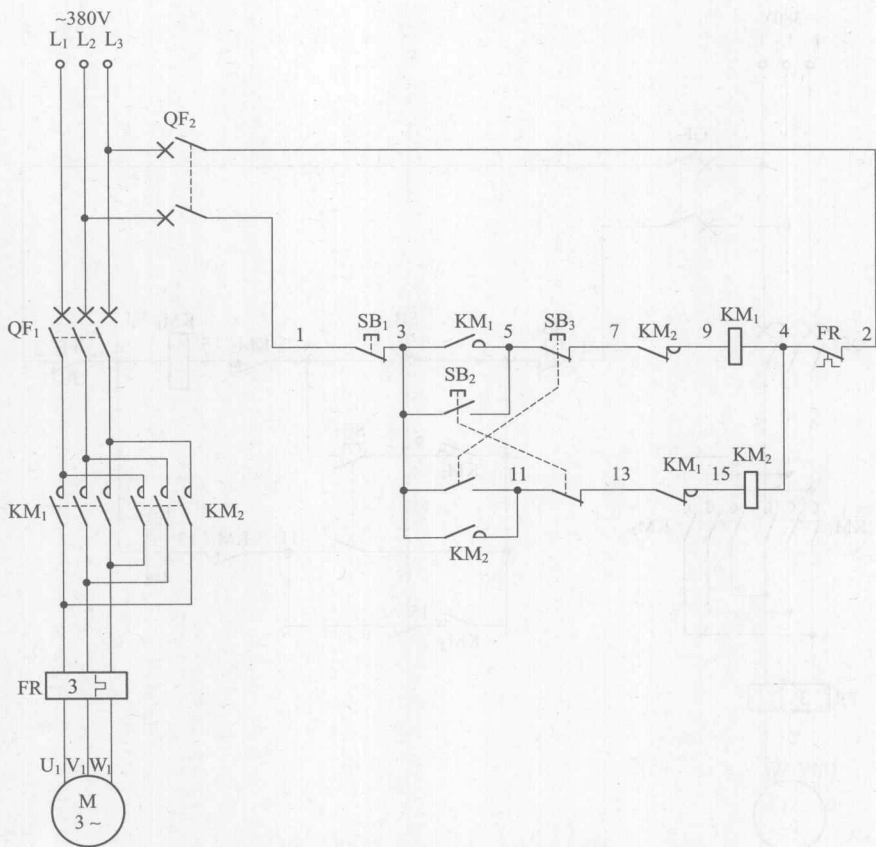 ~380V
L₁ L₂ L₃
QF₂
QF₁
1
SB₁
3
KM₁
5
SB₃
7
KM₂
9
KM₁
4
FR
2
SB₂
11
13
KM₁
15
KM₂
KM₂
KM₁
KM₂
FR
3
U₁ V₁ W₁
M
3 ~